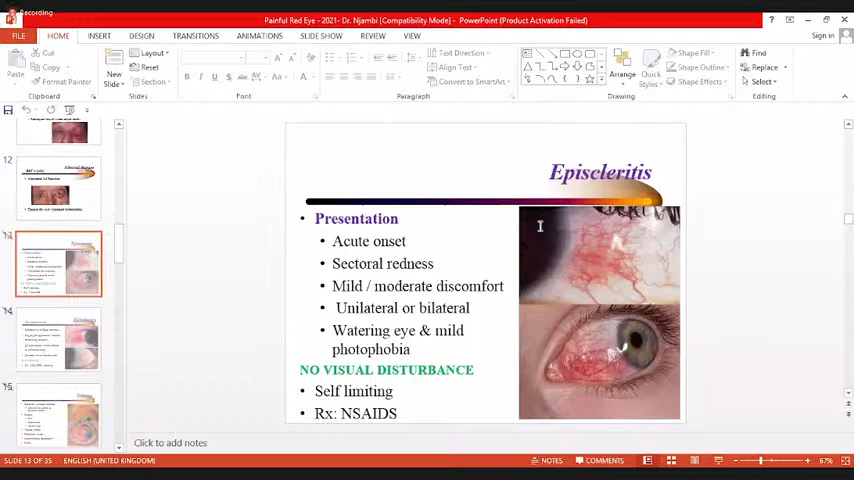 Recording
Painful Red Eye - 2021- Dr. Njambi [Compatibility Mode] - PowerPoint (Product Activation Failed)
FILE HOME INSERT DESIGN TRANSITIONS ANIMATIONS SLIDE SHOW REVIEW VIEW Sign in
Cut
Copy
Format Painter
Paste
Clipboard
New
Slide
Layout
Reset
Section
Slides
Font
Text Direction
Align Text
Convert to SmartArt
Paragraph
Arrange
Quick
Styles
Shape Fill
Shape Outline
Shape Effects
Drawing
Find
Replace
Select
Editing
12
13
14
15
Episcleritis
• Presentation
• Acute onset
• Sectoral redness
• Mild / moderate discomfort
• Unilateral or bilateral
• Watering eye & mild
photophobia
NO VISUAL DISTURBANCE
• Self limiting
• Rx: NSAIDS
Click to add notes
SLIDE 13 OF 35 ENGLISH (UNITED KINGDOM) NOTES COMMENTS 67%